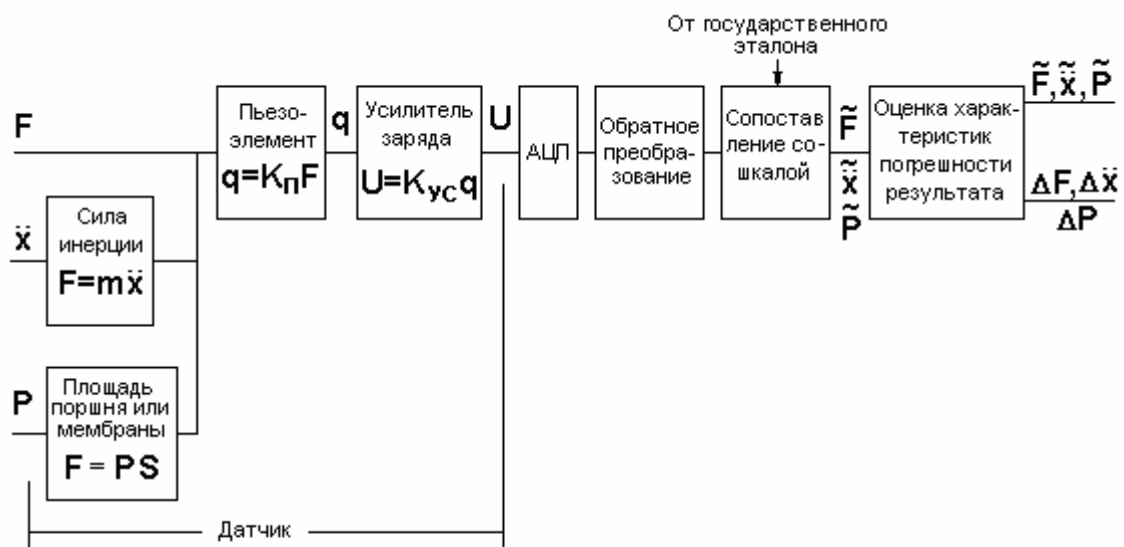 От государственного
эталона
F
Пьезо-
элемент
q=KпF
q
Усилитель
заряда
U=Kусq
U
АЦП
Обратное
преобра-
зование
Сопостав
ление со-
шкалой
F̃
ẍ̃
P̃
Оценка харак-
теристик
погрешности
результата
F̃, ẍ̃, P̃
ΔF, Δẍ
ΔP
ẍ
Сила
инерции
F=mẍ
P
Площадь
поршня или
мембраны
F = PS
Датчик